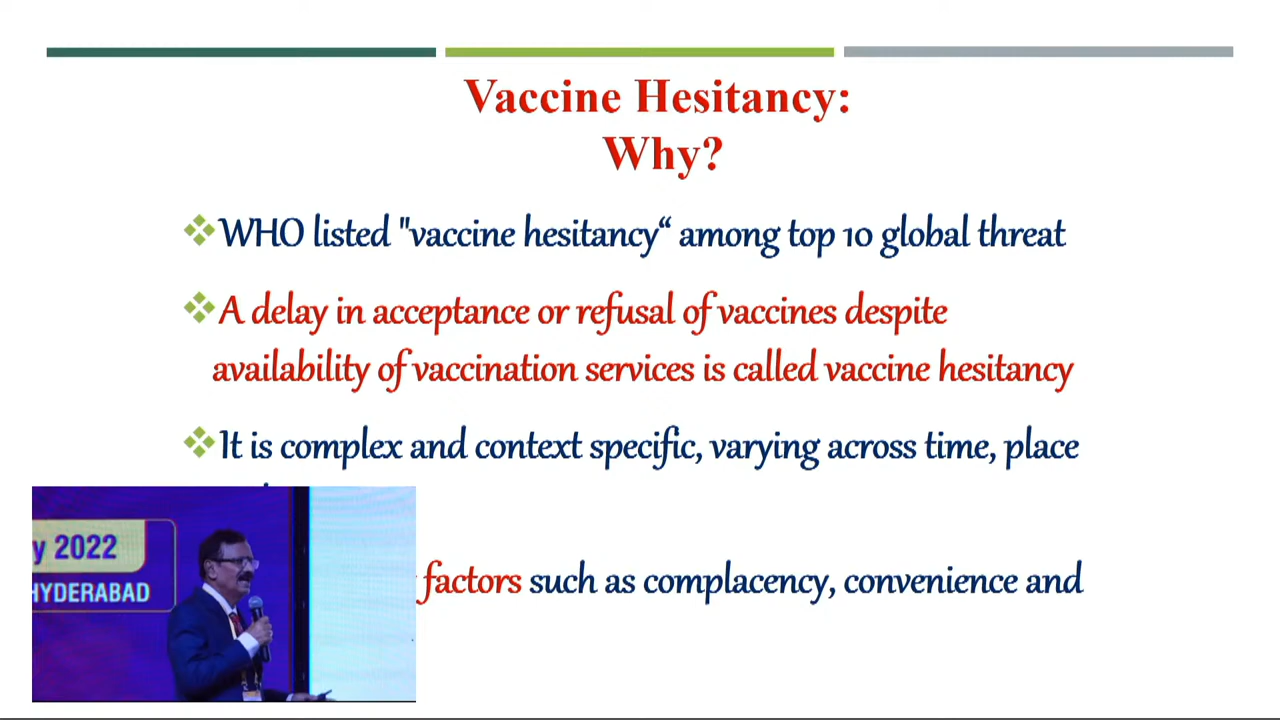 Vaccine Hesitancy:
Why?
WHO listed "vaccine hesitancy“ among top 10 global threat
A delay in acceptance or refusal of vaccines despite
availability of vaccination services is called vaccine hesitancy
It is complex and context specific, varying across time, place
factors such as complacency, convenience and
2022
HYDERABAD